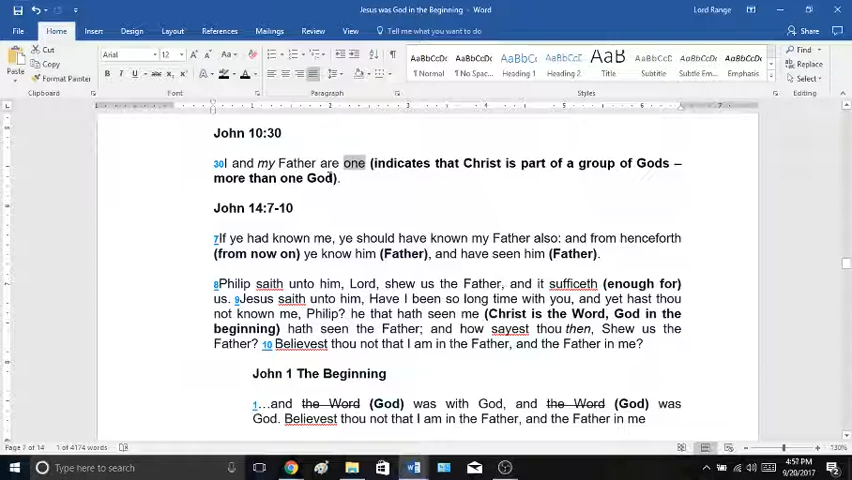 Jesus was God in the Beginning - Word
Lord Range
File Home Insert Design Layout References Mailings Review View Tell me what you want to do... Share
Cut
Copy
Format Painter
Paste
Arial 12 Aa
B I U abc x₂ x² A
AaBbCcDc AaBbCcDc AaBbC AaBbCcE AaBb AaBbCcD AaBbCcDc AaBbCcDc
¶ Normal ¶ No Spac... Heading 1 Heading 2 Title Subtitle Subtle Em... Emphasis
Find
Replace
Select
Clipboard Font Paragraph Styles Editing
John 10:30
30I and my Father are one (indicates that Christ is part of a group of Gods –
more than one God).
John 14:7-10
7If ye had known me, ye should have known my Father also: and from henceforth
(from now on) ye know him (Father), and have seen him (Father).
8Philip saith unto him, Lord, shew us the Father, and it sufficeth (enough for)
us. 9Jesus saith unto him, Have I been so long time with you, and yet hast thou
not known me, Philip? he that hath seen me (Christ is the Word, God in the
beginning) hath seen the Father; and how sayest thou then, Shew us the
Father? 10 Believest thou not that I am in the Father, and the Father in me?
John 1 The Beginning
1…and the Word (God) was with God, and the Word (God) was
God. Believest thou not that I am in the Father, and the Father in me
Page 7 of 14 1 of 4174 words 130%
Type here to search
4:57 PM
9/20/2017